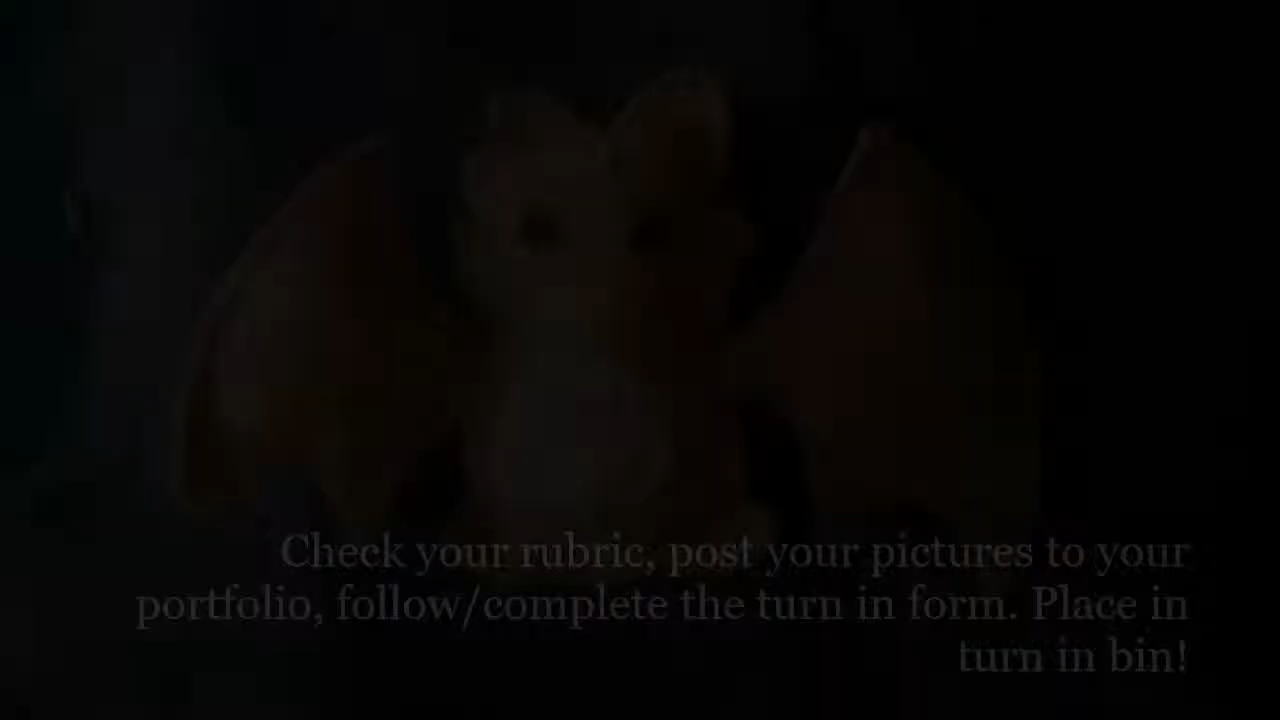 Check your rubric, post your pictures to your
portfolio, follow/complete the turn in form. Place in
turn in bin!